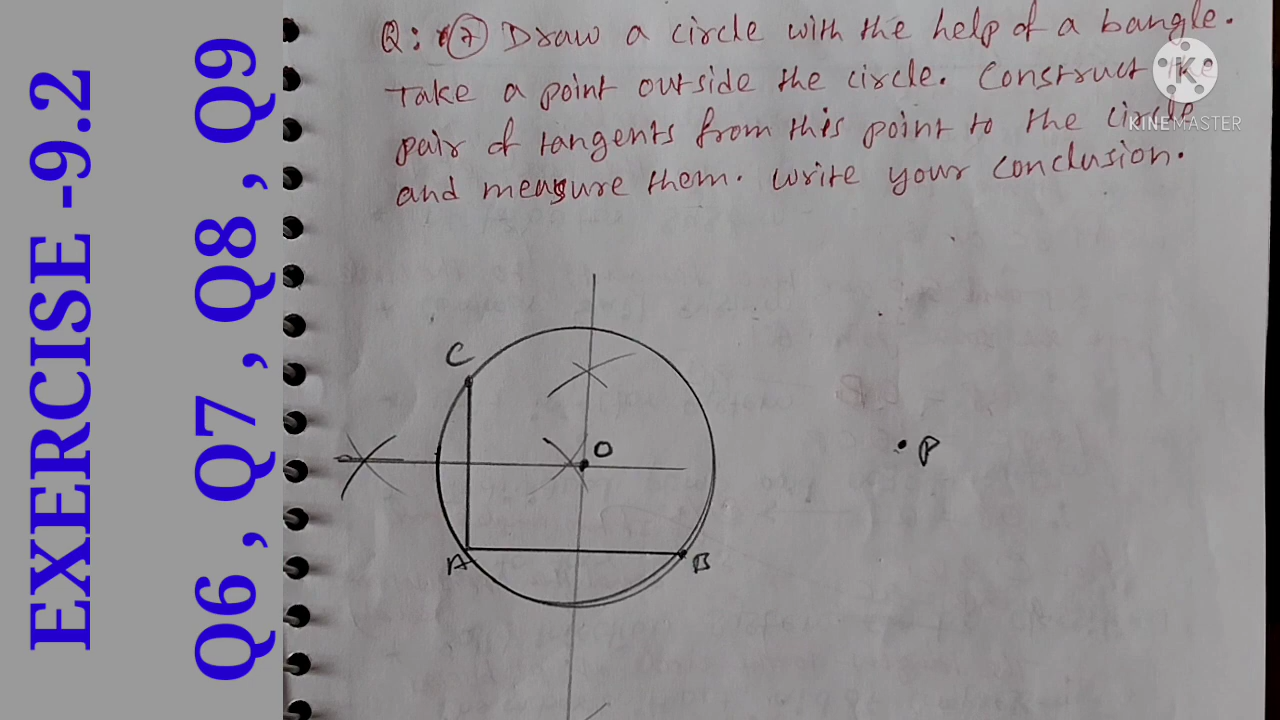 EXERCISE -9.2
Q6 , Q7 , Q8 , Q9
Q: (7) Draw a circle with the help of a bangle.
Take a point outside the circle. Construct the
pair of tangents from this point to the circle
and measure them. Write your conclusion.
K
KINEMASTER
C
O
P
A
B